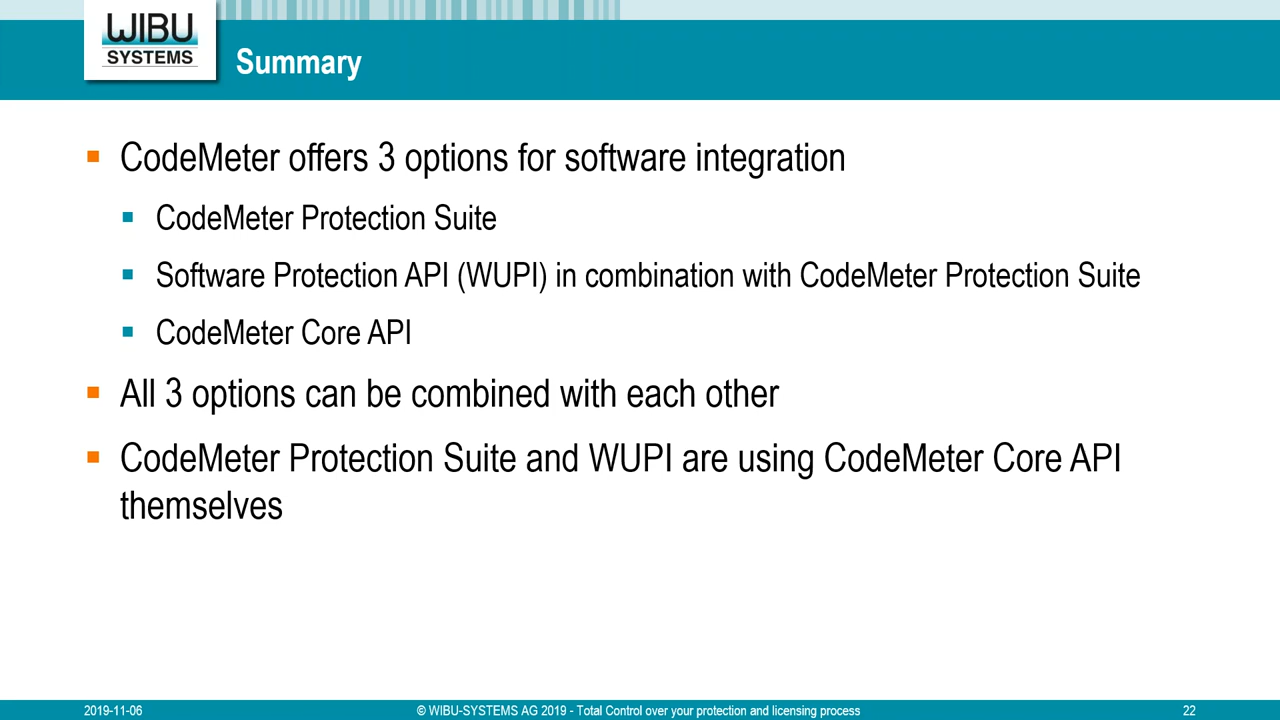 WIBU
SYSTEMS
Summary
CodeMeter offers 3 options for software integration
CodeMeter Protection Suite
Software Protection API (WUPI) in combination with CodeMeter Protection Suite
CodeMeter Core API
All 3 options can be combined with each other
CodeMeter Protection Suite and WUPI are using CodeMeter Core API
themselves
2019-11-06
© WIBU-SYSTEMS AG 2019 - Total Control over your protection and licensing process
22